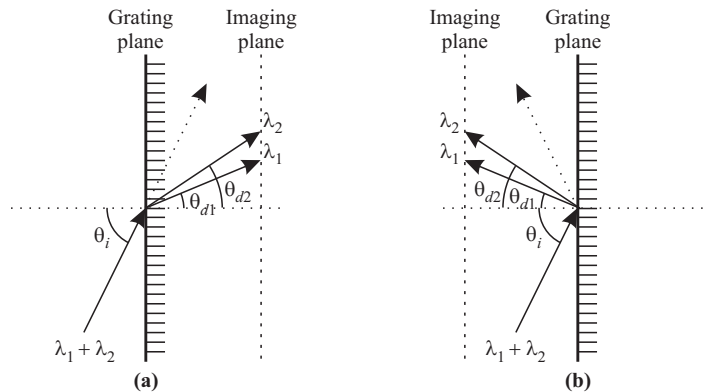 Grating
plane
Imaging
plane
λ2
λ1
θd2
θd1
θi
λ1 + λ2
(a)
Imaging
plane
Grating
plane
λ2
λ1
θd2
θd1
θi
λ1 + λ2
(b)